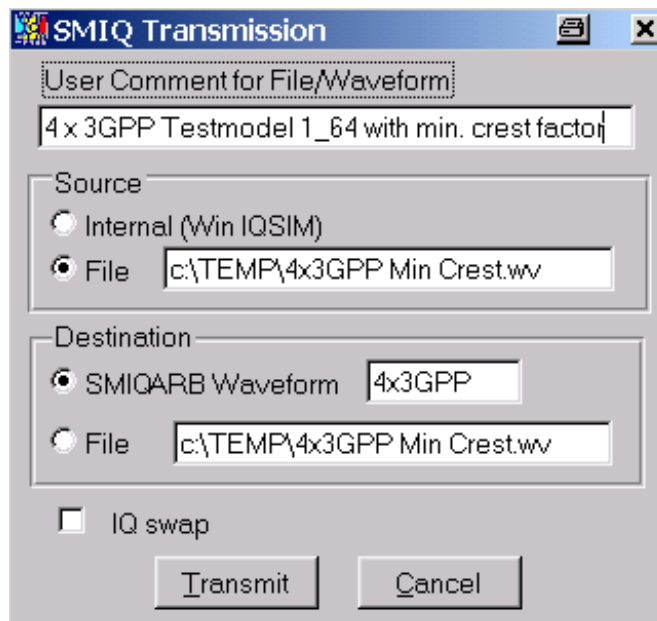 SMIQ Transmission
User Comment for File/Waveform
4 x 3GPP Testmodel 1_64 with min. crest factor
Source
Internal (Win IQSIM)
File c:\TEMP\4x3GPP Min Crest.wv
Destination
SMIQARB Waveform 4x3GPP
File c:\TEMP\4x3GPP Min Crest.wv
IQ swap
Transmit Cancel